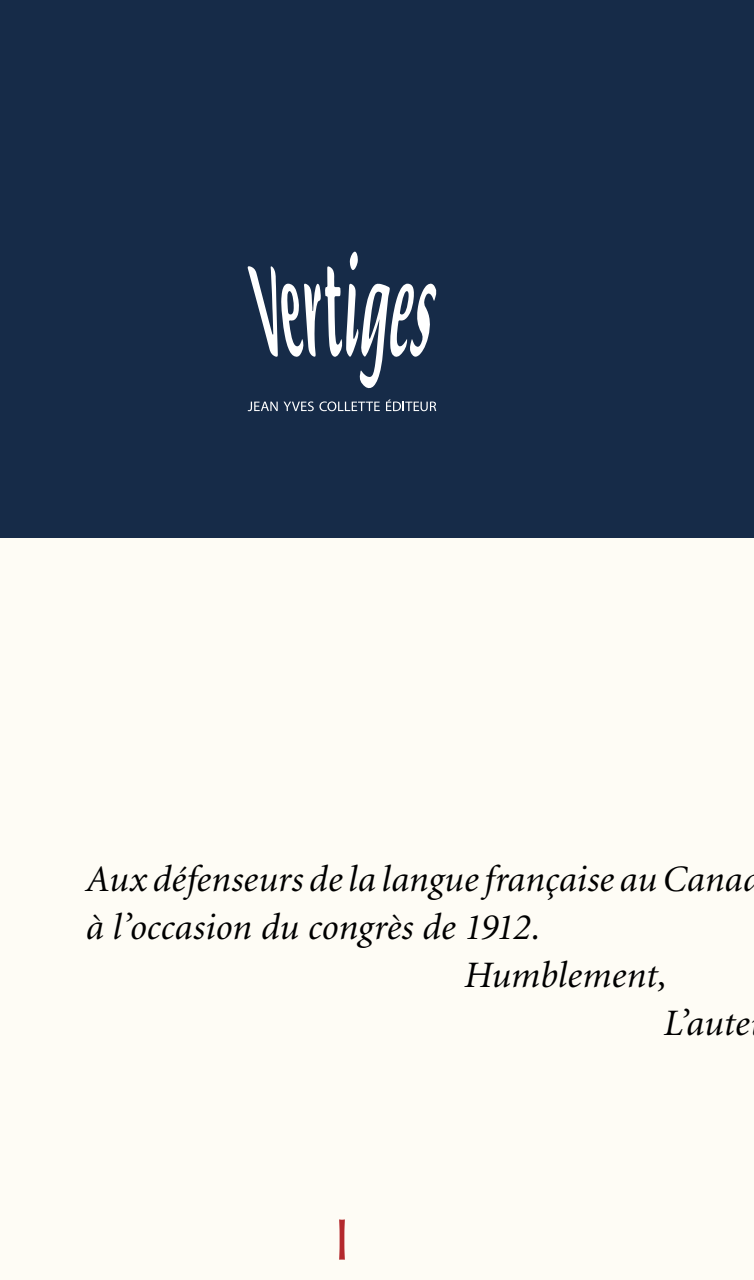 Vertiges
JEAN YVES COLLETTE ÉDITEUR
Aux défenseurs de la langue française au
à l’occasion du congrès de 1912.
Humblement,
I